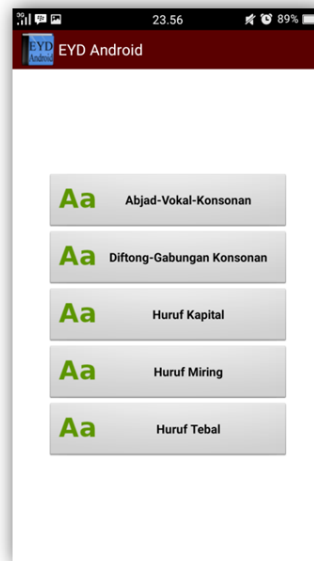 3G 23.56 89%
EYD Android EYD Android
Aa Abjad-Vokal-Konsonan
Aa Diftong-Gabungan Konsonan
Aa Huruf Kapital
Aa Huruf Miring
Aa Huruf Tebal